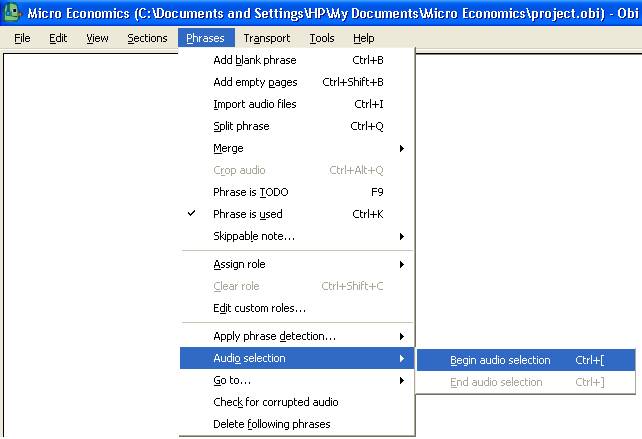 Micro Economics (C:\Documents and Settings\HP\My Documents\Micro Economics\project.obi) - Obi
File Edit View Sections Phrases Transport Tools Help
Add blank phrase Ctrl+B
Add empty pages Ctrl+Shift+B
Import audio files Ctrl+I
Split phrase Ctrl+Q
Merge
Crop audio Ctrl+Alt+Q
Phrase is TODO F9
Phrase is used Ctrl+K
Skippable note...
Assign role
Clear role Ctrl+Shift+C
Edit custom roles...
Apply phrase detection...
Audio selection
Begin audio selection Ctrl+[
End audio selection Ctrl+]
Go to...
Check for corrupted audio
Delete following phrases